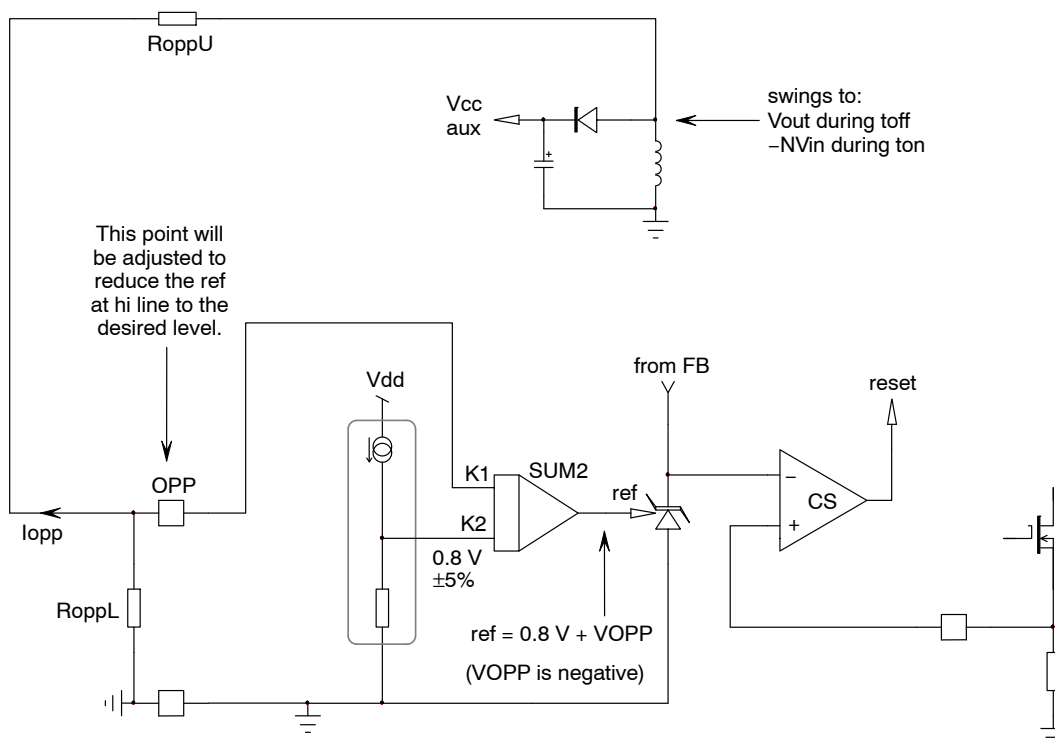 RoppU
Vcc
aux
swings to:
Vout during toff
−NVin during ton
This point will
be adjusted to
reduce the ref
at hi line to the
desired level.
from FB
Vdd
reset
OPP
K1
SUM2
ref
CS
−
+
Iopp
K2
0.8 V
±5%
RoppL
ref = 0.8 V + VOPP
(VOPP is negative)